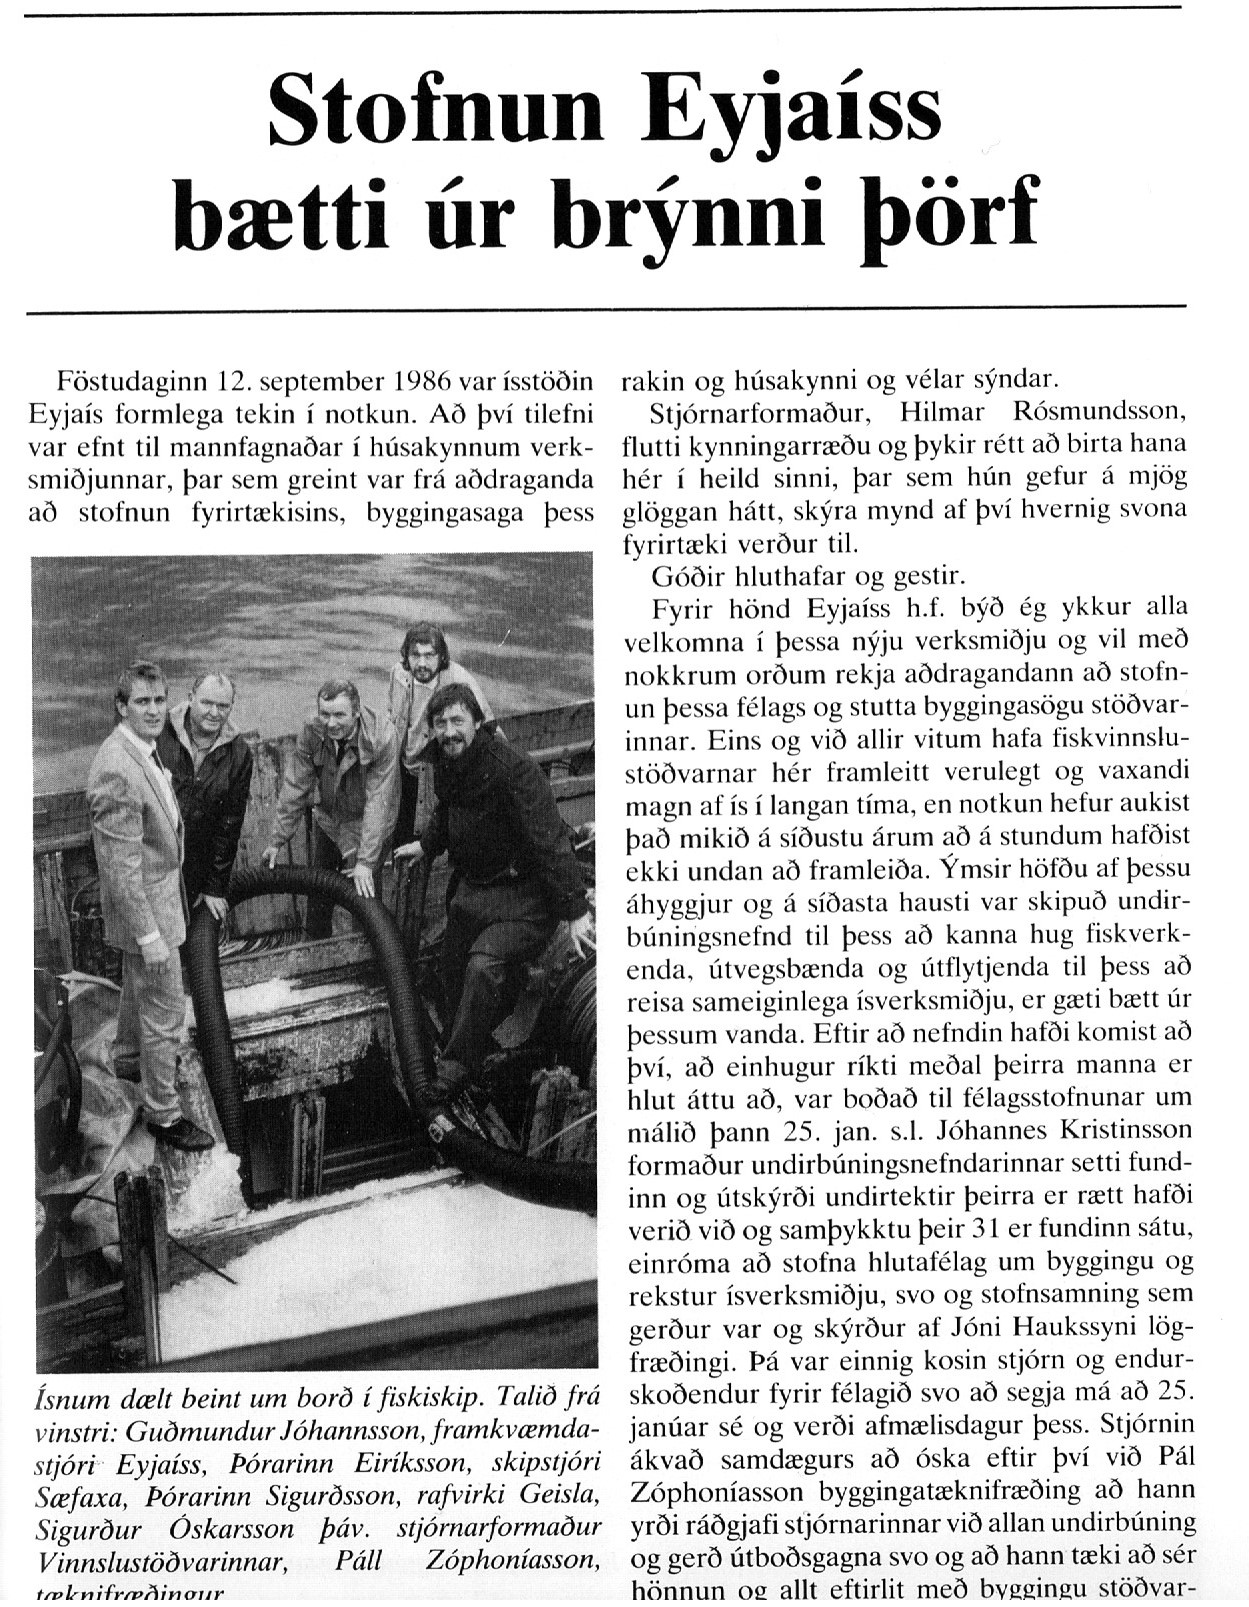 Stofnun Eyjaíss
bætti úr brýnni þörf
Föstudaginn 12. september 1986 var ísstöðin
Eyjaís formlega tekin í notkun. Að því tilefni
var efnt til mannfagnaðar í húsakynnum verk-
smiðjunnar, þar sem greint var frá aðdraganda
að stofnun fyrirtækisins, byggingasaga þess
Ísnum dælt beint um borð í fiskiskip. Talið frá
vinstri: Guðmundur Jóhannsson, framkvæmda-
stjóri Eyjaíss, Þórarinn Eiríksson, skipstjóri
Sæfaxa, Þórarinn Sigurðsson, rafvirki Geisla,
Sigurður Óskarsson þáv. stjórnarformaður
Vinnslustöðvarinnar, Páll Zóphoníasson,
tæknifræðingur
rakin og húsakynni og vélar sýndar.
Stjórnarformaður, Hilmar Rósmundsson,
flutti kynningarræðu og þykir rétt að birta hana
hér í heild sinni, þar sem hún gefur á mjög
glöggan hátt, skýra mynd af því hvernig svona
fyrirtæki verður til.
Góðir hluthafar og gestir.
Fyrir hönd Eyjaíss h.f. býð ég ykkur alla
velkomna í þessa nýju verksmiðju og vil með
nokkrum orðum rekja aðdragandann að stofn-
un þessa félags og stutta byggingasögu stöðvar-
innar. Eins og við allir vitum hafa fiskvinnslu-
stöðvarnar hér framleitt verulegt og vaxandi
magn af ís í langan tíma, en notkun hefur aukist
það mikið á síðustu árum að á stundum hafðist
ekki undan að framleiða. Ýmsir höfðu af þessu
áhyggjur og á síðasta hausti var skipuð undir-
búningsnefnd til þess að kanna hug fiskverk-
enda, útvegsbænda og útflytjenda til þess að
reisa sameiginlega ísverksmiðju, er gæti bætt úr
þessum vanda. Eftir að nefndin hafði komist að
því, að einhugur ríkti meðal þeirra manna er
hlut áttu að, var boðað til félagsstofnunar um
málið þann 25. jan. s.l. Jóhannes Kristinsson
formaður undirbúningsnefndarinnar setti fund-
inn og útskýrði undirtektir þeirra er rætt hafði
verið við og samþykktu þeir 31 er fundinn sátu,
einróma að stofna hlutafélag um byggingu og
rekstur ísverksmiðju, svo og stofnsamning sem
gerður var og skýrður af Jóni Haukssyni lög-
fræðingi. Þá var einnig kosin stjórn og endur-
skoðendur fyrir félagið svo að segja má að 25.
janúar sé og verði afmælisdagur þess. Stjórnin
ákvað samdægurs að óska eftir því við Pál
Zóphoníasson byggingatæknifræðing að hann
yrði ráðgjafi stjórnarinnar við allan undirbúning
og gerð útboðsgagna svo og að hann tæki að sér
hönnun og allt eftirlit með byggingu stöðvar-